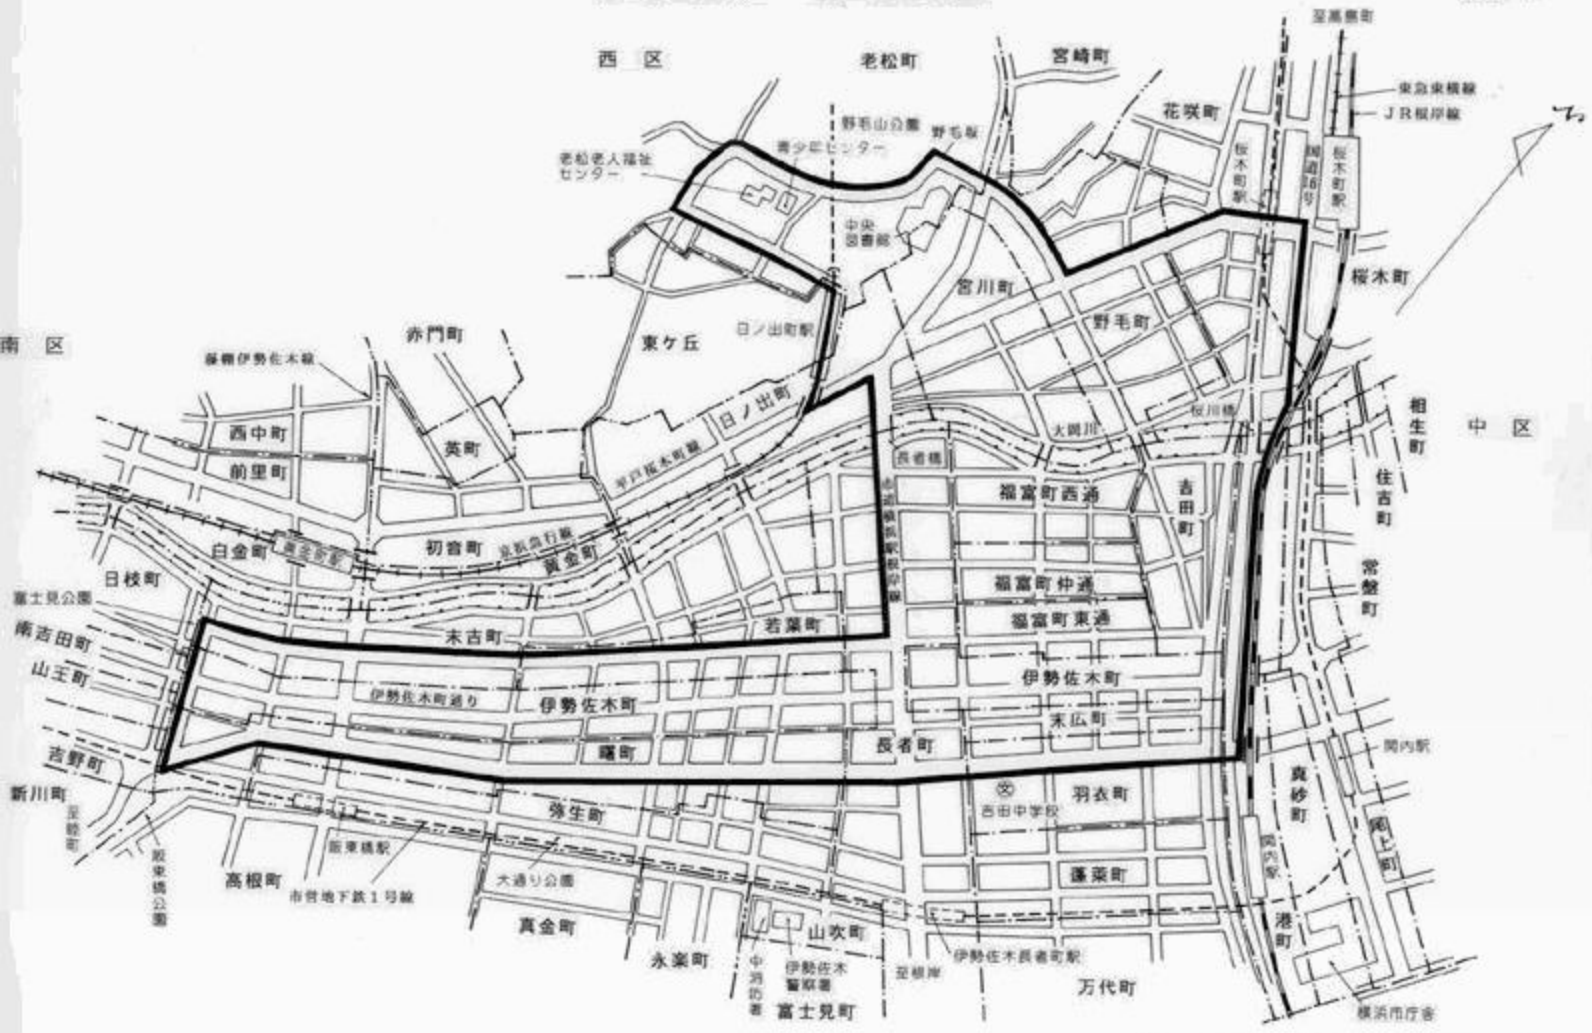 至高島町
西区
老松町
宮崎町
東急東横線
JR根岸線
花咲町
野毛山公園
野毛坂
青少年センター
老松老人福祉
センター
桜木町駅
国道16号
桜木町駅
中央
図書館
桜木町
宮川町
野毛町
日ノ出町駅
東ケ丘
赤門町
南区
藤棚伊勢佐木線
日ノ出町
桜川橋
大岡川
相生町
中区
西中町
英町
前里町
平戸桜木町線
長者橋
福富町西通
吉田町
住吉町
白金町
黄金町駅
初音町
京浜急行線
黄金町
日枝町
福富町仲通
常盤町
富士見公園
福富町東通
若葉町
末吉町
南吉田町
山王町
伊勢佐木町通り
伊勢佐木町
伊勢佐木町
末広町
吉野町
曙町
長者町
関内駅
新川町
至睦町
弥生町
文
吉田中学校
羽衣町
真砂町
尾上町
阪東橋駅
阪東橋公園
高根町
市営地下鉄1号線
大通り公園
蓬莱町
関内駅
真金町
山吹町
港町
永楽町
中消防署
伊勢佐木
警察署
至根岸
伊勢佐木長者町駅
万代町
富士見町
横浜市庁舎